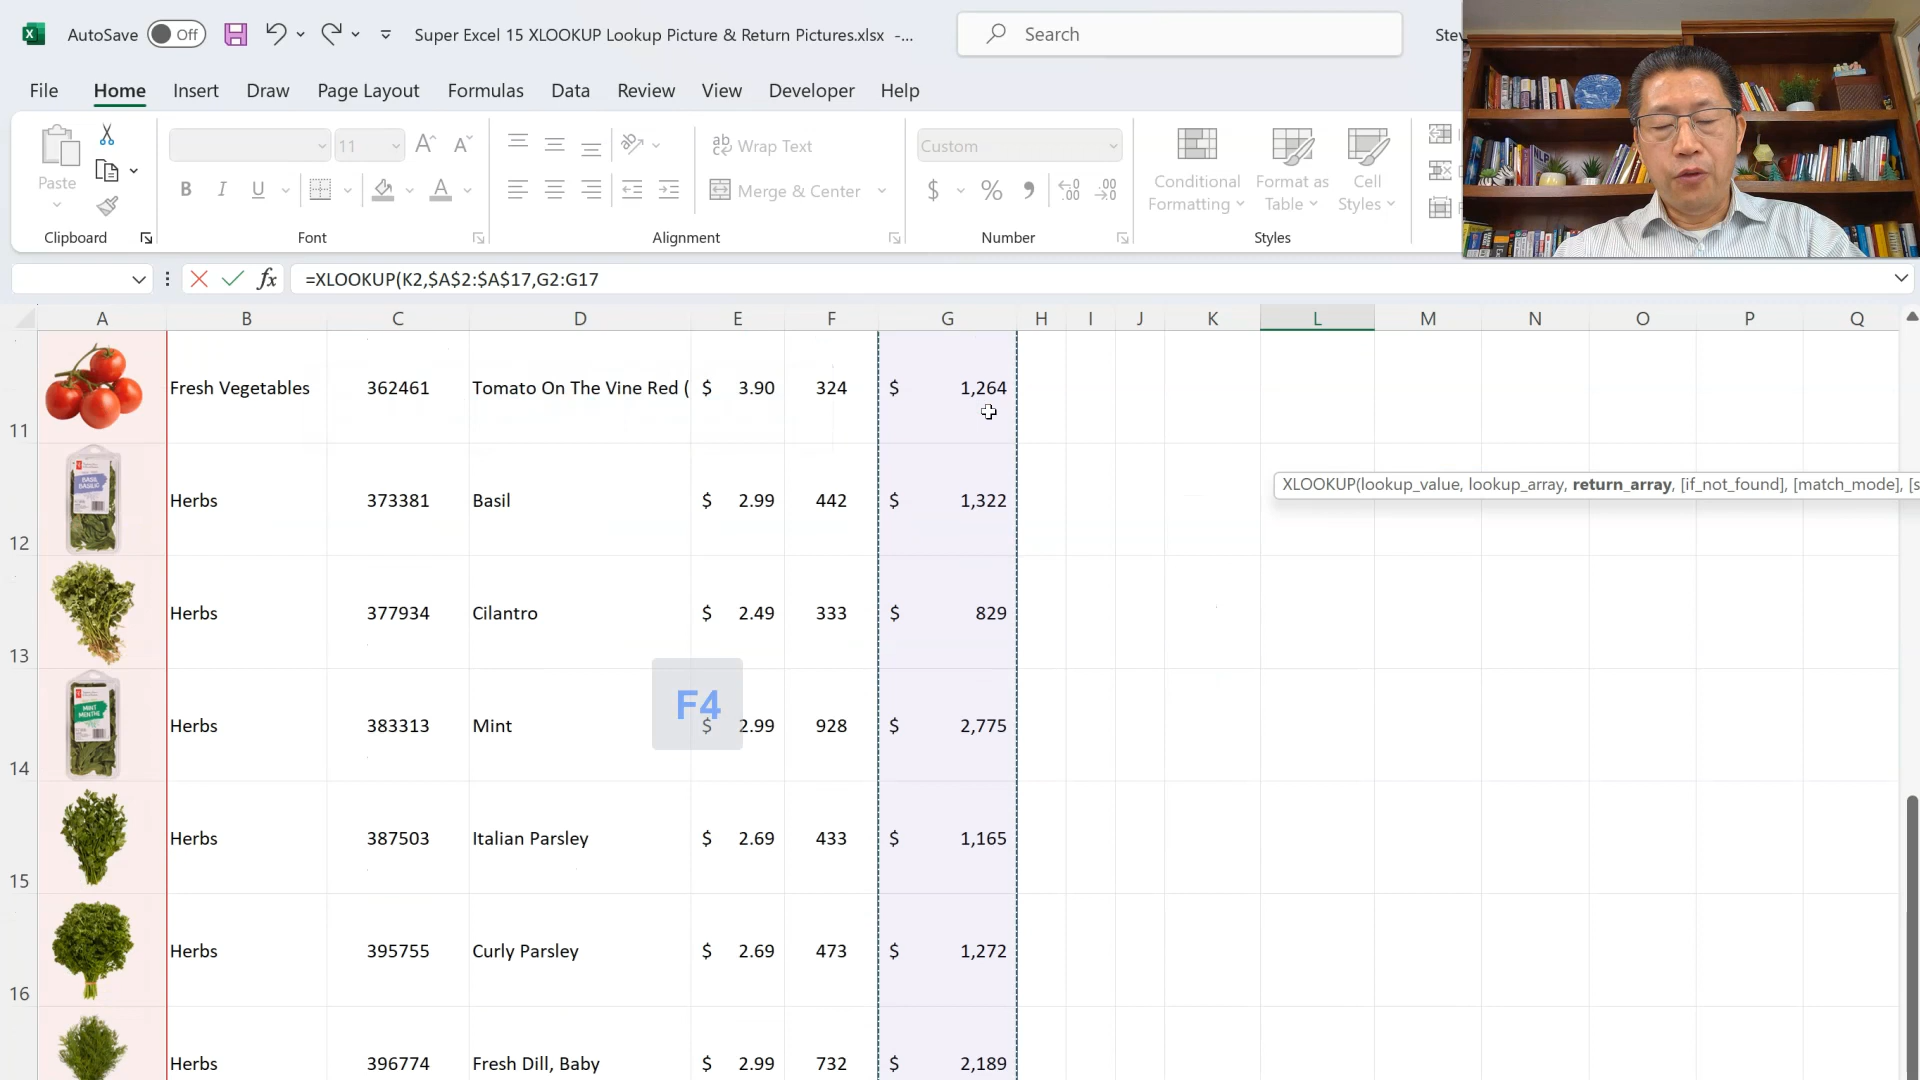 AutoSave Off Super Excel 15 XLOOKUP Lookup Picture & Return Pictures.xlsx -... Search
File Home Insert Draw Page Layout Formulas Data Review View Developer Help
Paste 11 A^ A B I U A ab Wrap Text Merge & Center Custom $ % , Conditional Formatting Format as Table Cell Styles
Clipboard Font Alignment Number Styles
fx =XLOOKUP(K2,$A$2:$A$17,G2:G17
A B C D E F G H I J K L M N O P Q
11 Fresh Vegetables 362461 Tomato On The Vine Red ( $ 3.90 324 $ 1,264
XLOOKUP(lookup_value, lookup_array, return_array, [if_not_found], [match_mode], [s
12 Herbs 373381 Basil $ 2.99 442 $ 1,322
13 Herbs 377934 Cilantro $ 2.49 333 $ 829
F4
14 Herbs 383313 Mint $ 2.99 928 $ 2,775
15 Herbs 387503 Italian Parsley $ 2.69 433 $ 1,165
16 Herbs 395755 Curly Parsley $ 2.69 473 $ 1,272
Herbs 396774 Fresh Dill, Baby $ 2.99 732 $ 2,189